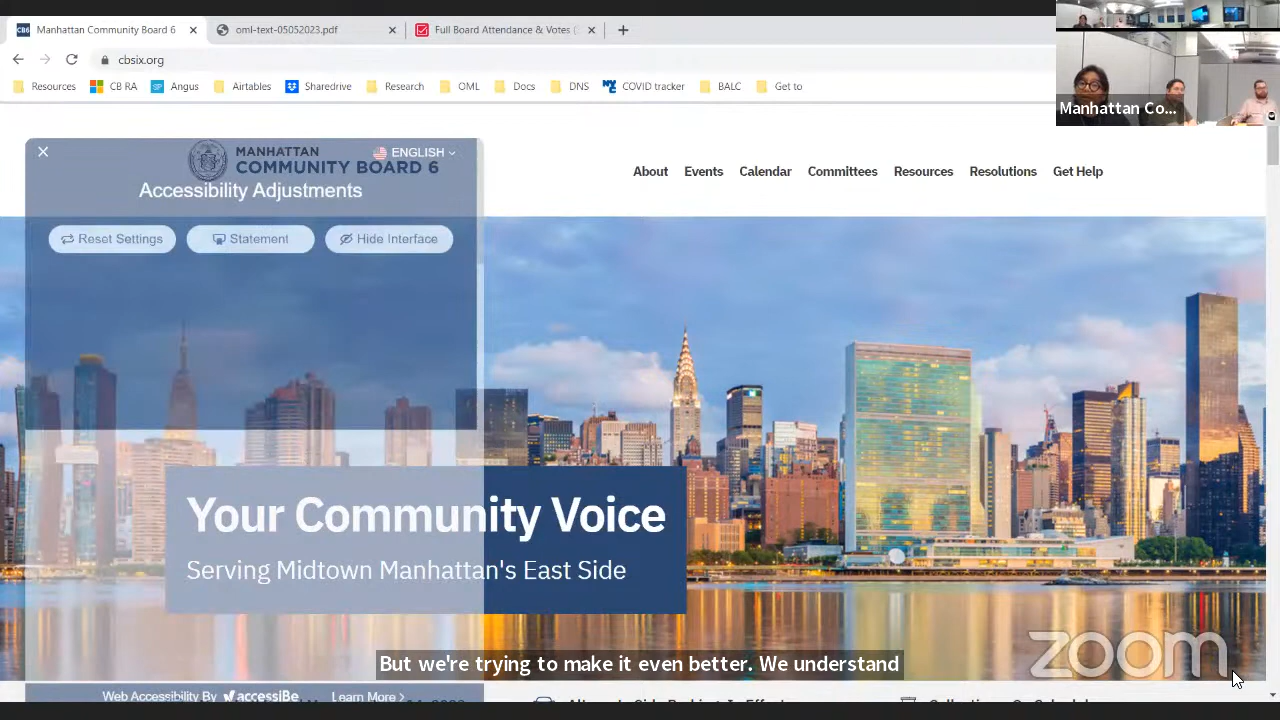 Manhattan Community Board 6
oml-text-05052023.pdf
Full Board Attendance & Votes
cbsix.org
Resources
CB RA
Angus
Airtables
Sharedrive
Research
OML
Docs
DNS
COVID tracker
BALC
Get to
Manhattan Co...
MANHATTAN
COMMUNITY BOARD 6
ENGLISH
Accessibility Adjustments
Reset Settings
Statement
Hide Interface
About
Events
Calendar
Committees
Resources
Resolutions
Get Help
Your Community Voice
Serving Midtown Manhattan's East Side
But we're trying to make it even better. We understand
zoom
Web Accessibility By accessiBe
Learn More